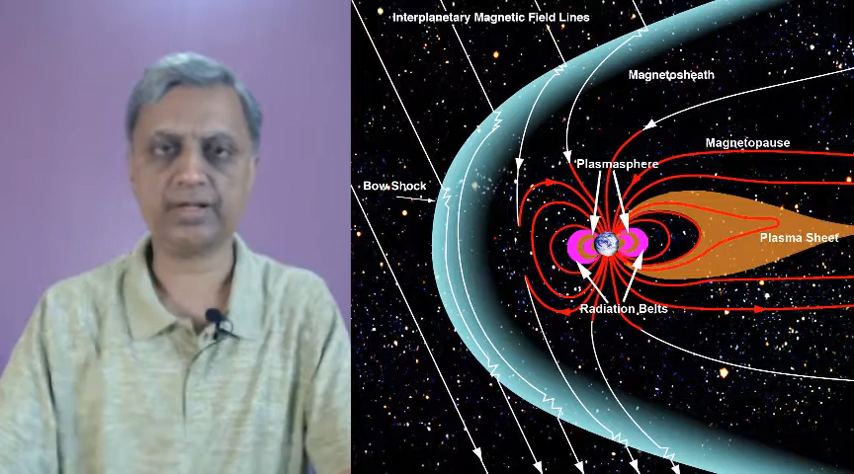 Interplanetary Magnetic Field Lines
Magnetosheath
Magnetopause
Plasmasphere
Bow Shock
Plasma Sheet
Radiation Belts